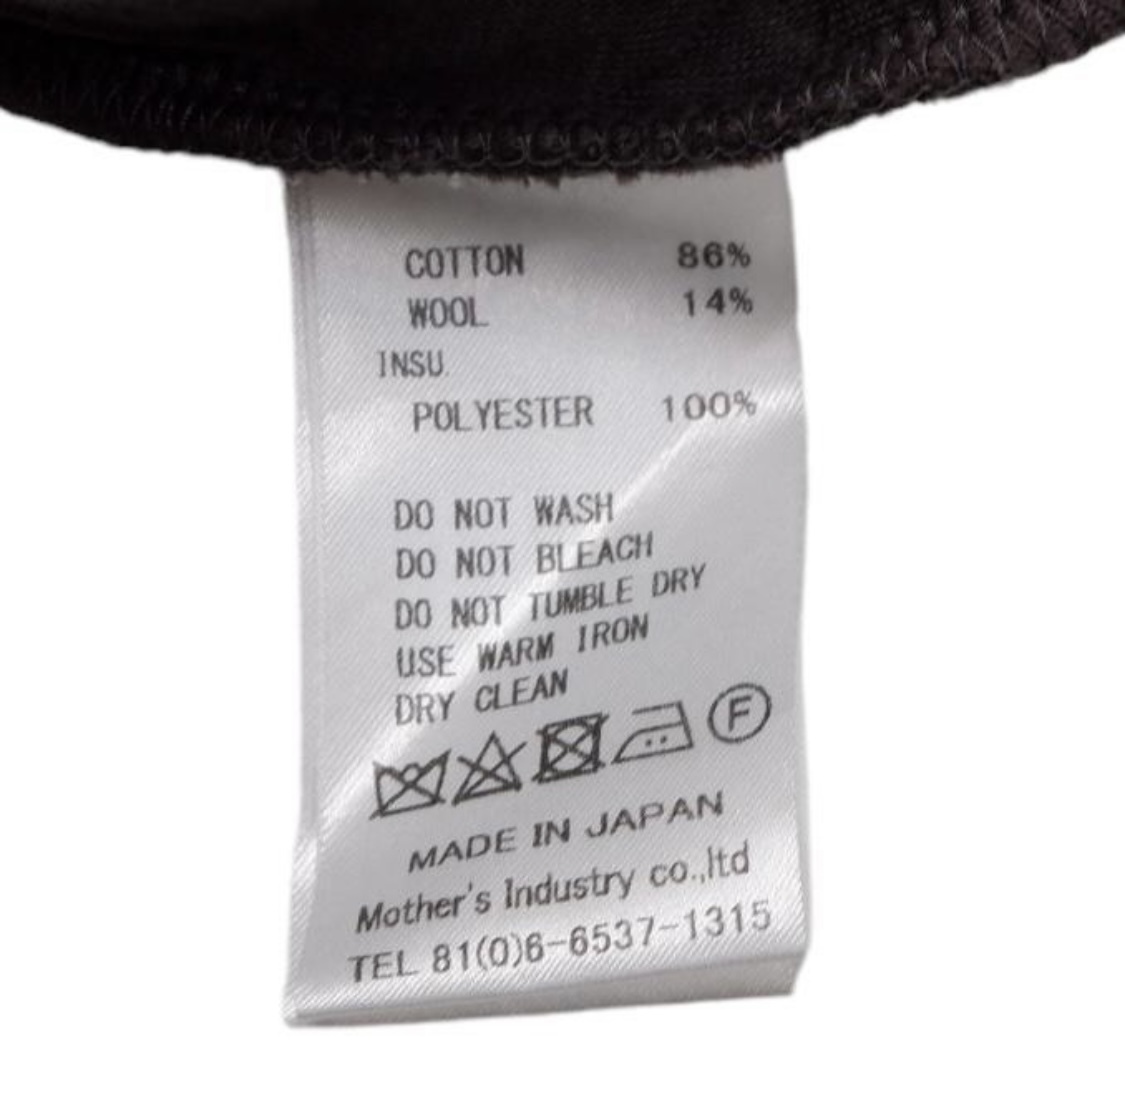 COTTON 86%
WOOL 14%
INSU.
POLYESTER 100%
DO NOT WASH
DO NOT BLEACH
DO NOT TUMBLE DRY
USE WARM IRON
DRY CLEAN
F
MADE IN JAPAN
Mother's Industry co.,ltd
TEL 81(0)6-6537-1315